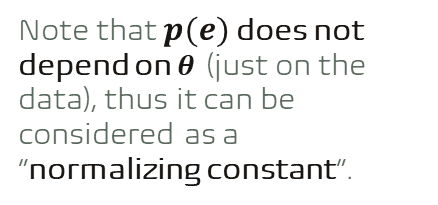 Note that p(e) does not
depend on θ (just on the
data), thus it can be
considered as a
"normalizing constant".